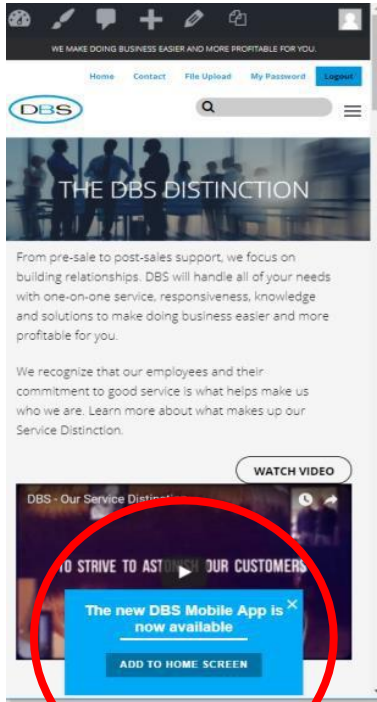 WE MAKE DOING BUSINESS EASIER AND MORE PROFITABLE FOR YOU.
Home Contact File Upload My Password Logout
DBS
THE DBS DISTINCTION
From pre-sale to post-sales support, we focus on
building relationships. DBS will handle all of your needs
with one-on-one service, responsiveness, knowledge
and solutions to make doing business easier and more
profitable for you.
We recognize that our employees and their
commitment to good service is what helps make us
who we are. Learn more about what makes up our
Service Distinction.
WATCH VIDEO
DBS - Our Service Distinction
TO STRIVE TO ASTONISH OUR CUSTOMERS
The new DBS Mobile App is
now available
ADD TO HOME SCREEN